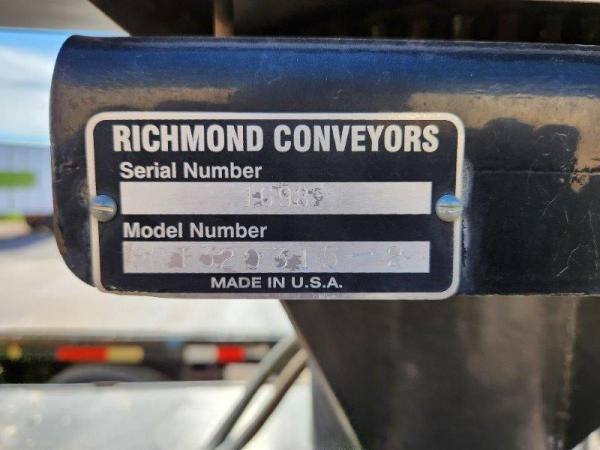 RICHMOND CONVEYORS
Serial Number
Model Number
MADE IN U.S.A.